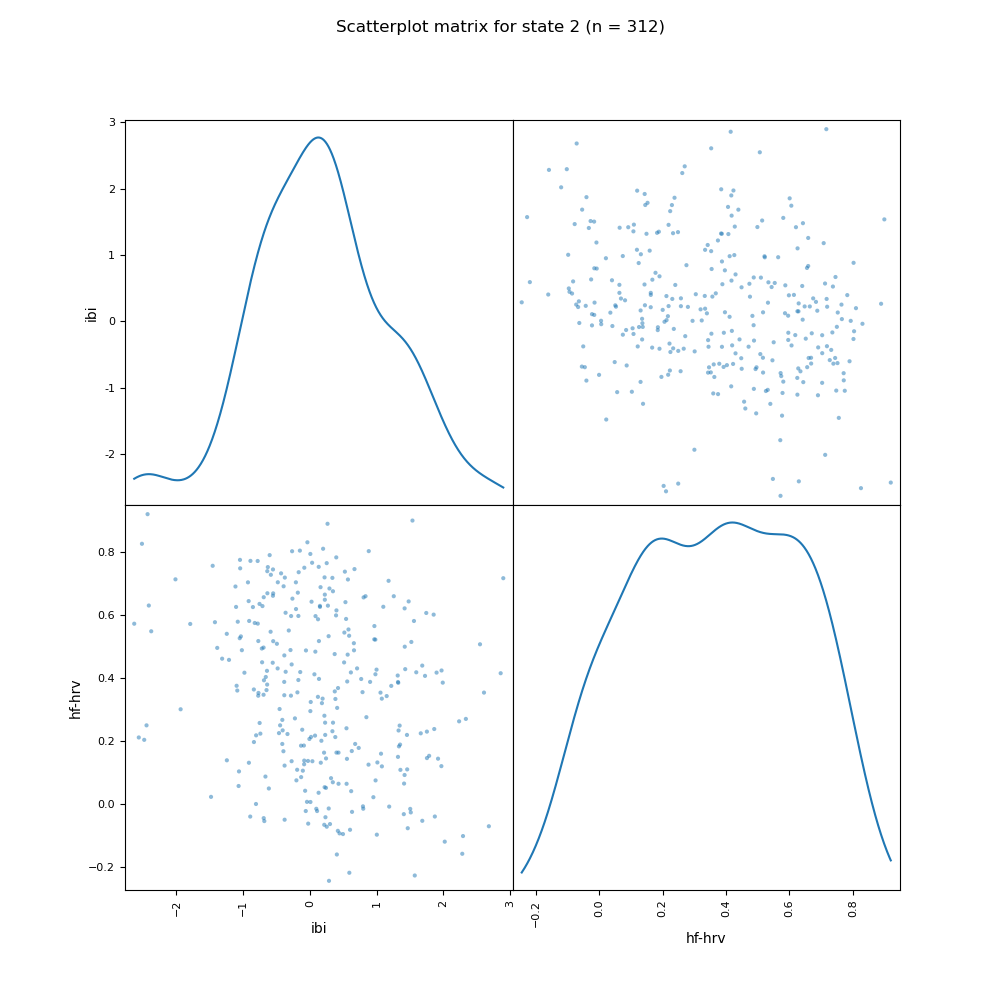 Scatterplot matrix for state 2 (n = 312)
3
2
1
0
-1
-2
ibi
0.8
0.6
0.4
0.2
0.0
−0.2
hf-hrv
−2 −1 0 1 2 3
ibi
−0.2 0.0 0.2 0.4 0.6 0.8
hf-hrv